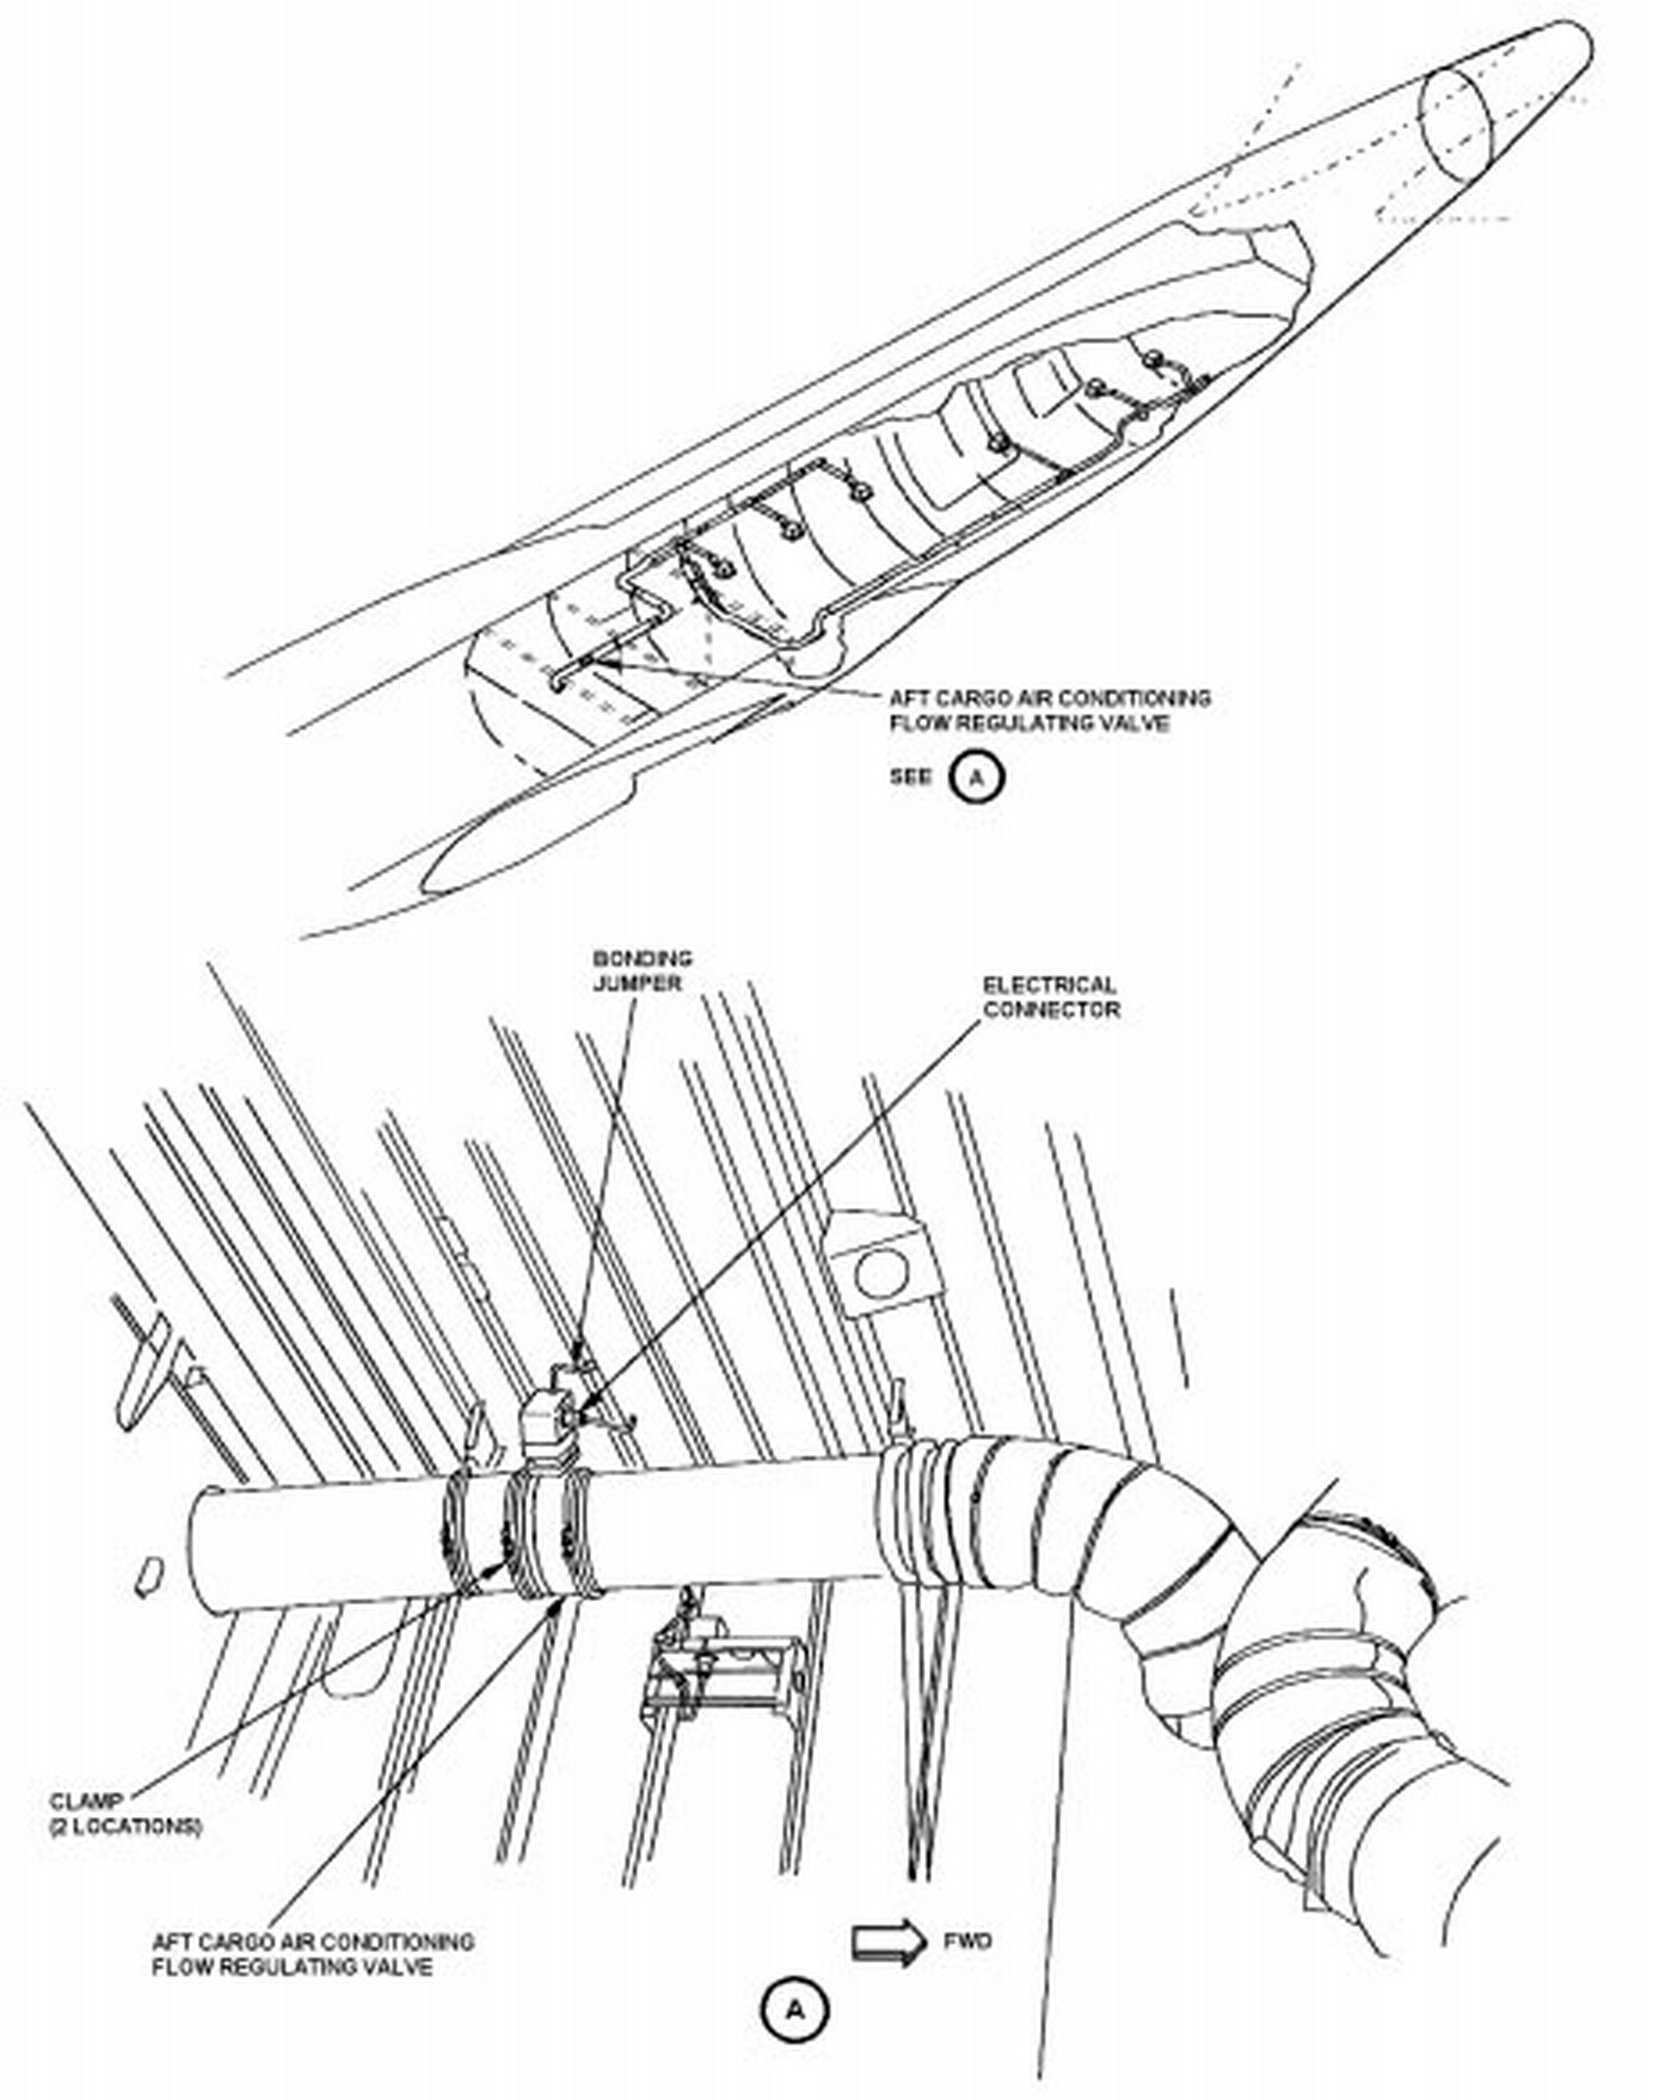 AFT CARGO AIR CONDITIONING
FLOW REGULATING VALVE
SEE A
BONDING
JUMPER
ELECTRICAL
CONNECTOR
CLAMP
(2 LOCATIONS)
AFT CARGO AIR CONDITIONING
FLOW REGULATING VALVE
FWD
A